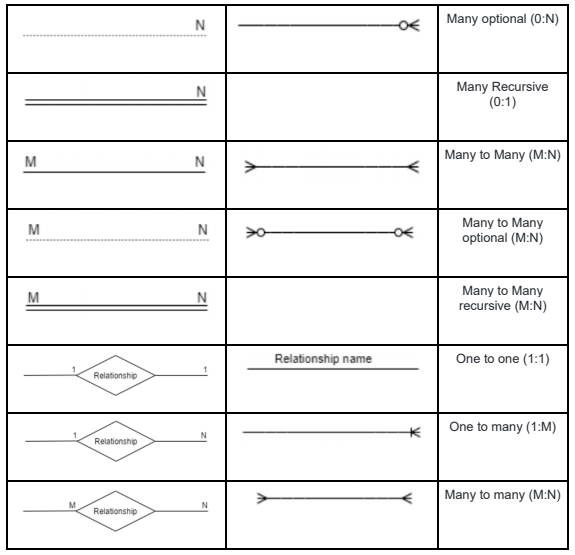 N
Many optional (0:N)
N
Many Recursive
(0:1)
M N
Many to Many (M:N)
M N
Many to Many
optional (M:N)
M N
Many to Many
recursive (M:N)
1 Relationship 1
Relationship name
One to one (1:1)
1 Relationship N
One to many (1:M)
M Relationship N
Many to many (M:N)